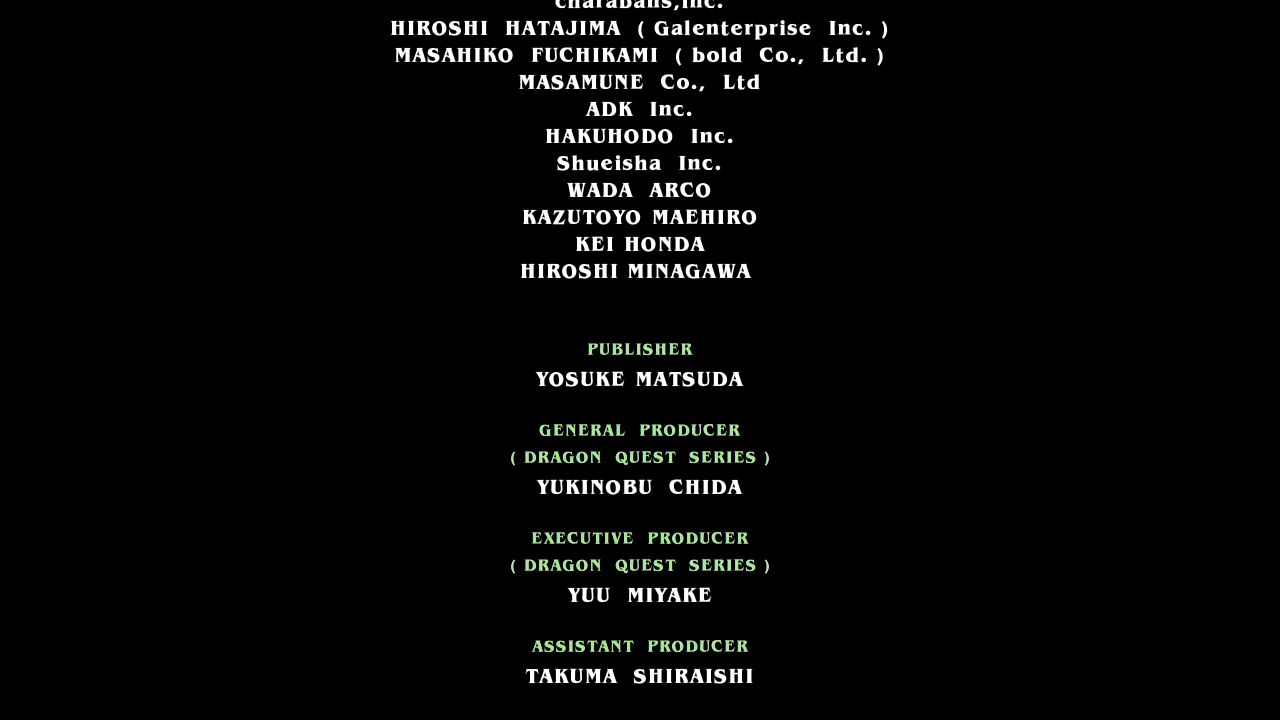 charabans,inc.
HIROSHI HATAJIMA ( Galenterprise Inc. )
MASAHIKO FUCHIKAMI ( bold Co., Ltd. )
MASAMUNE Co., Ltd
ADK Inc.
HAKUHODO Inc.
Shueisha Inc.
WADA ARCO
KAZUTOYO MAEHIRO
KEI HONDA
HIROSHI MINAGAWA
PUBLISHER
YOSUKE MATSUDA
GENERAL PRODUCER
( DRAGON QUEST SERIES )
YUKINOBU CHIDA
EXECUTIVE PRODUCER
( DRAGON QUEST SERIES )
YUU MIYAKE
ASSISTANT PRODUCER
TAKUMA SHIRAISHI